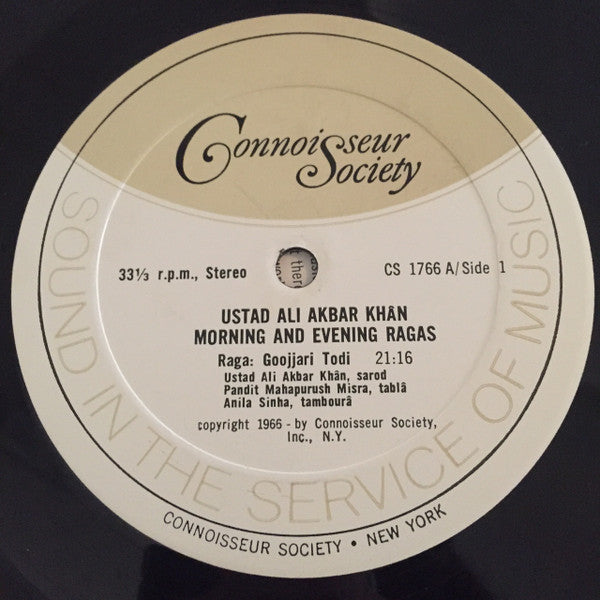 Connoisseur
Society
33⅓ r.p.m., Stereo
CS 1766 A/Side 1
USTAD ALI AKBAR KHÂN
MORNING AND EVENING RAGAS
Raga: Goojjari Todi 21:16
Ustad Ali Akbar Khân, sarod
Pandit Mahapurush Misra, tablâ
Anila Sinha, tambourâ
copyright 1966 - by Connoisseur Society,
Inc., N.Y.
SOUND IN THE SERVICE OF MUSIC
CONNOISSEUR SOCIETY • NEW YORK